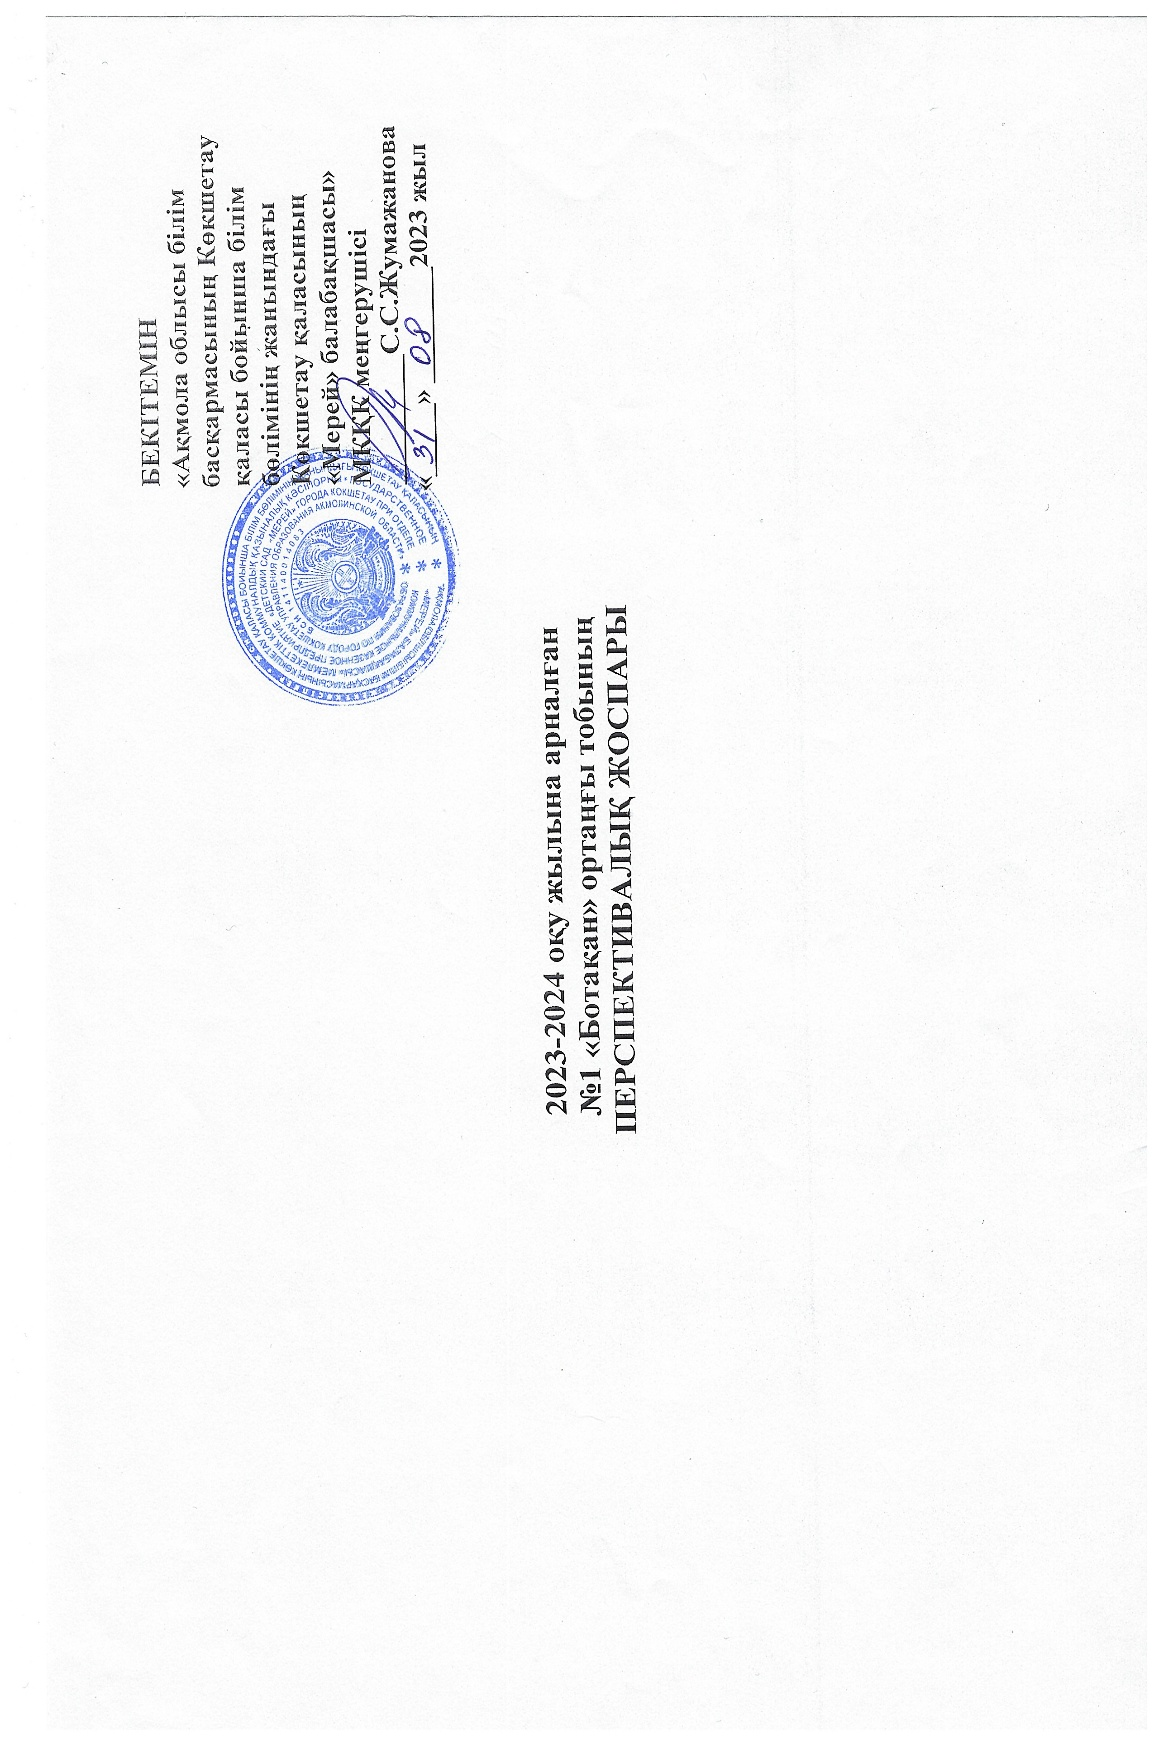 БЕКІТЕМІН
«Ақмола облысы білім
басқармасының Көкшетау
қаласы бойынша білім
бөлімінің жанындағы
Көкшетау қаласының
«Мерей» балабақшасы»
МКҚК меңгерушісі
С.С.Жумажанова
«31» 08 2023 жыл
2023-2024 оқу жылына арналған
№1 «Ботақан» ортаңғы тобының
ПЕРСПЕКТИВАЛЫҚ ЖОСПАРЫ